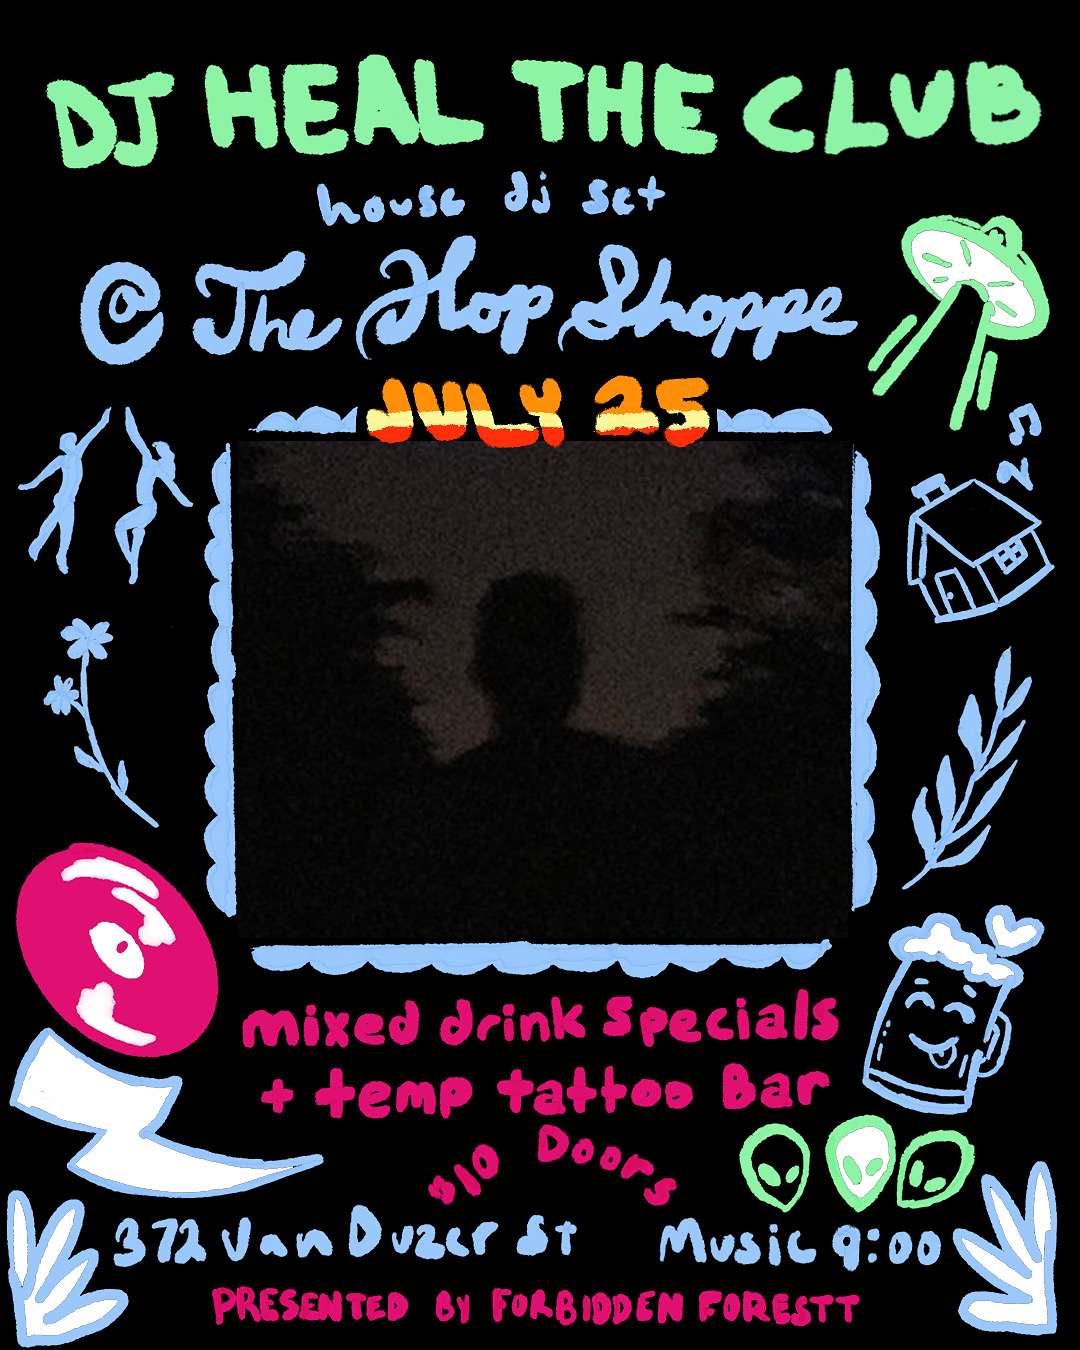 DJ HEAL THE CLUB
house dj set
@ The Hop Shoppe
JULY 25
mixed drink specials
+ temp tattoo Bar
$10 Doors
372 Van Duzer St Music 9:00
PRESENTED BY FORBIDDEN FORESTT